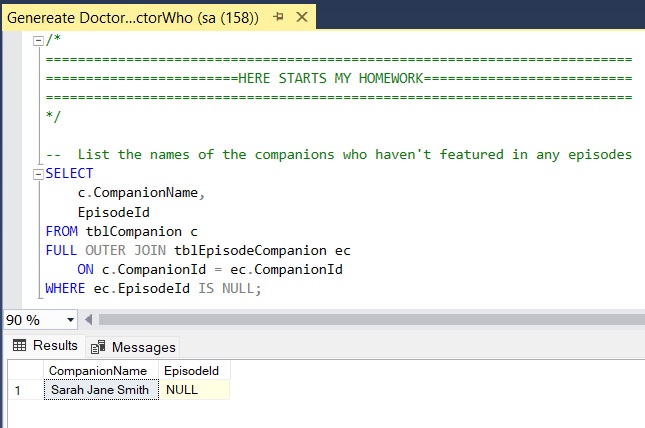 Genereate Doctor...ctorWho (sa (158))
/*
=========================================================================
========================HERE STARTS MY HOMEWORK==========================
=========================================================================
*/
-- List the names of the companions who haven't featured in any episodes
SELECT
c.CompanionName,
EpisodeId
FROM tblCompanion c
FULL OUTER JOIN tblEpisodeCompanion ec
ON c.CompanionId = ec.CompanionId
WHERE ec.EpisodeId IS NULL;
90 %
Results Messages
CompanionName EpisodeId
1 Sarah Jane Smith NULL